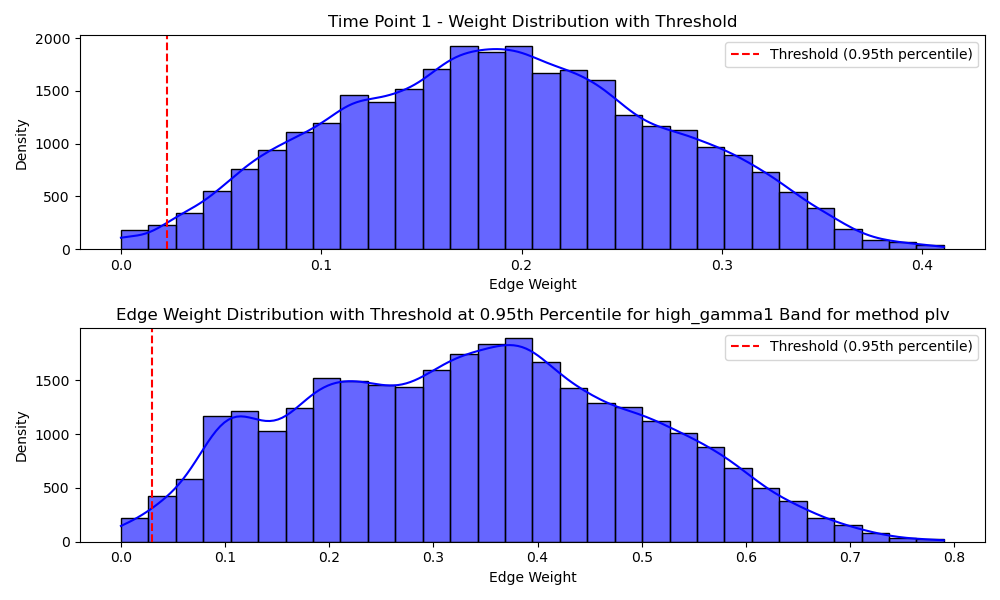 Time Point 1 - Weight Distribution with Threshold
Density
2000
1500
1000
500
0
Threshold (0.95th percentile)
0.0 0.1 0.2 0.3 0.4
Edge Weight
Edge Weight Distribution with Threshold at 0.95th Percentile for high_gamma1 Band for method plv
Density
1500
1000
500
0
Threshold (0.95th percentile)
0.0 0.1 0.2 0.3 0.4 0.5 0.6 0.7 0.8
Edge Weight